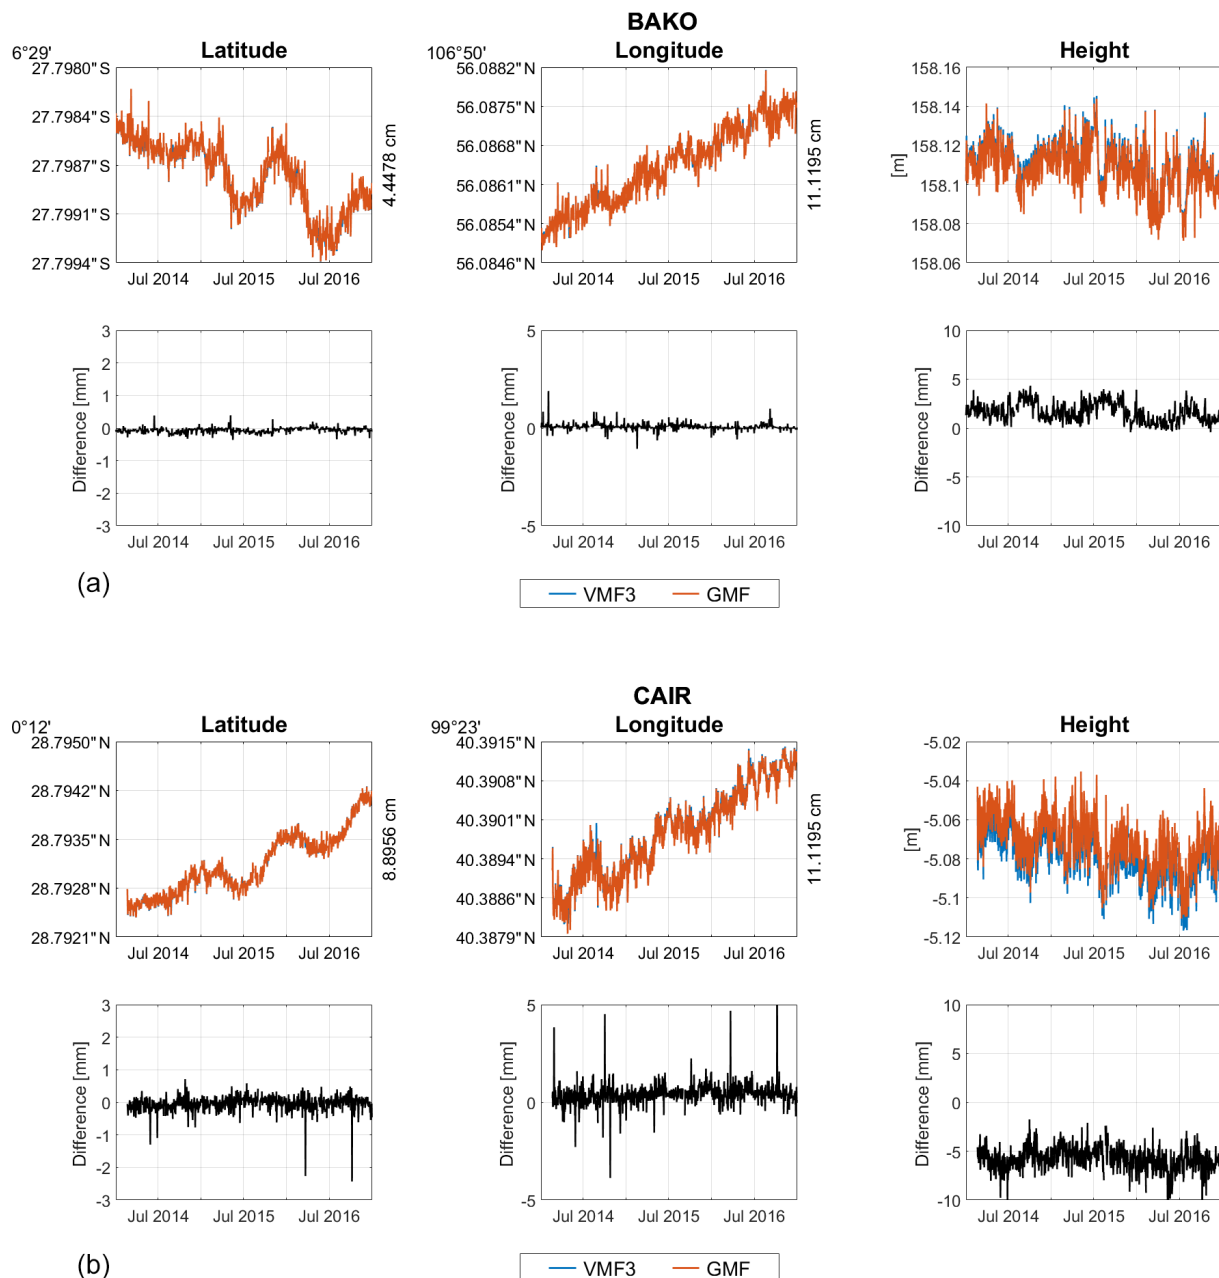 BAKO
6°29'
Latitude
27.7980" S
27.7984" S
27.7987" S
27.7991" S
27.7994" S
Jul 2014 Jul 2015 Jul 2016
4.4478 cm
106°50'
Longitude
56.0882" N
56.0875" N
56.0868" N
56.0861" N
56.0854" N
56.0846" N
Jul 2014 Jul 2015 Jul 2016
11.1195 cm
Height
[m]
158.16
158.14
158.12
158.1
158.08
158.06
Jul 2014 Jul 2015 Jul 2016
Difference [mm]
3
2
1
0
-1
-2
-3
Jul 2014 Jul 2015 Jul 2016
Difference [mm]
5
0
-5
Jul 2014 Jul 2015 Jul 2016
Difference [mm]
10
5
0
-5
-10
Jul 2014 Jul 2015 Jul 2016
(a)
VMF3 GMF
CAIR
0°12'
Latitude
28.7950" N
28.7942" N
28.7935" N
28.7928" N
28.7921" N
Jul 2014 Jul 2015 Jul 2016
8.8956 cm
99°23'
Longitude
40.3915" N
40.3908" N
40.3901" N
40.3894" N
40.3886" N
40.3879" N
Jul 2014 Jul 2015 Jul 2016
11.1195 cm
Height
[m]
-5.02
-5.04
-5.06
-5.08
-5.1
-5.12
Jul 2014 Jul 2015 Jul 2016
Difference [mm]
3
2
1
0
-1
-2
-3
Jul 2014 Jul 2015 Jul 2016
Difference [mm]
5
0
-5
Jul 2014 Jul 2015 Jul 2016
Difference [mm]
10
5
0
-5
-10
Jul 2014 Jul 2015 Jul 2016
(b)
VMF3 GMF